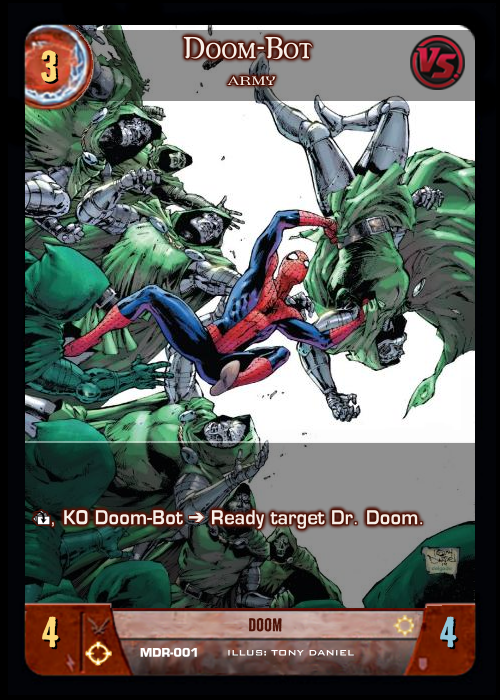 3
DOOM-BOT
ARMY
VS
, KO Doom-Bot ➔ Ready target Dr. Doom.
4
DOOM
4
MDR-001 ILLUS: TONY DANIEL